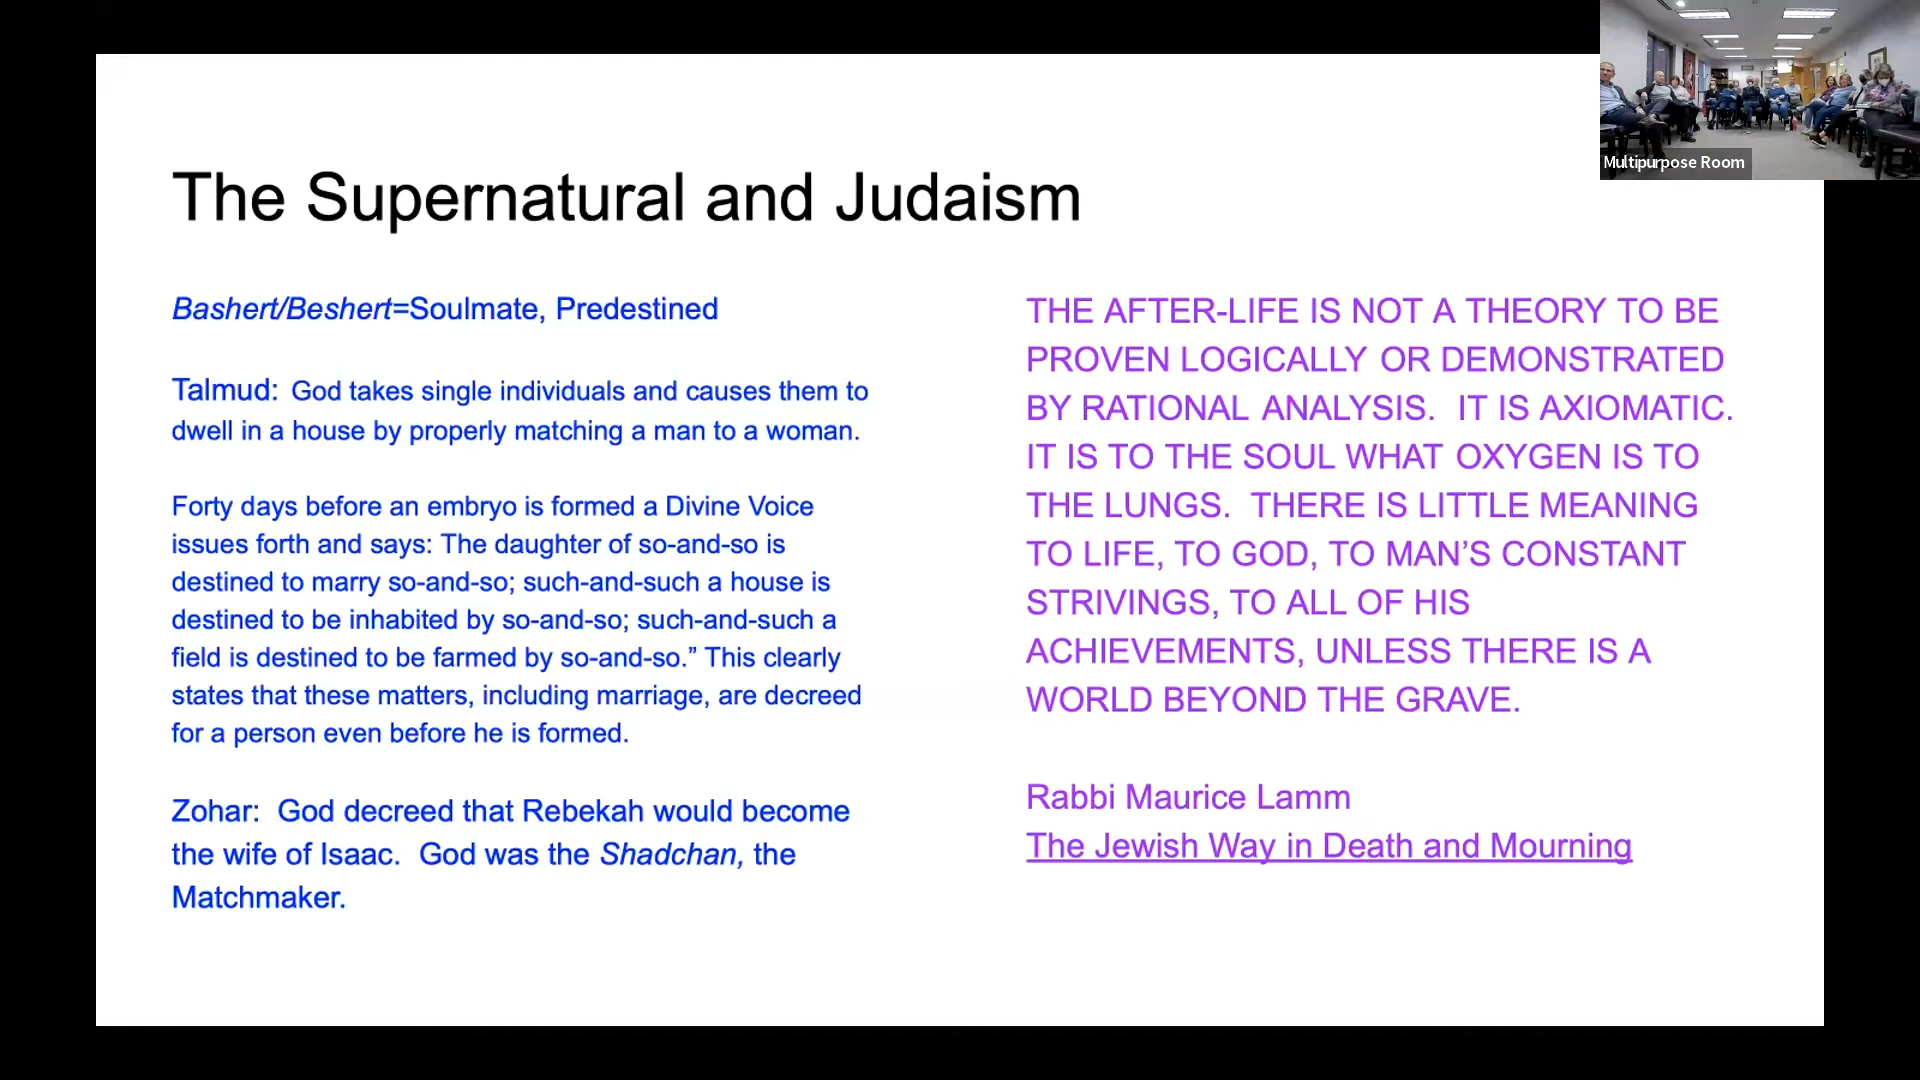 Multipurpose Room
The Supernatural and Judaism
Bashert/Beshert=Soulmate, Predestined
Talmud: God takes single individuals and causes them to
dwell in a house by properly matching a man to a woman.
Forty days before an embryo is formed a Divine Voice
issues forth and says: The daughter of so-and-so is
destined to marry so-and-so; such-and-such a house is
destined to be inhabited by so-and-so; such-and-such a
field is destined to be farmed by so-and-so.” This clearly
states that these matters, including marriage, are decreed
for a person even before he is formed.
Zohar: God decreed that Rebekah would become
the wife of Isaac. God was the Shadchan, the
Matchmaker.
THE AFTER-LIFE IS NOT A THEORY TO BE
PROVEN LOGICALLY OR DEMONSTRATED
BY RATIONAL ANALYSIS. IT IS AXIOMATIC.
IT IS TO THE SOUL WHAT OXYGEN IS TO
THE LUNGS. THERE IS LITTLE MEANING
TO LIFE, TO GOD, TO MAN’S CONSTANT
STRIVINGS, TO ALL OF HIS
ACHIEVEMENTS, UNLESS THERE IS A
WORLD BEYOND THE GRAVE.
Rabbi Maurice Lamm
The Jewish Way in Death and Mourning